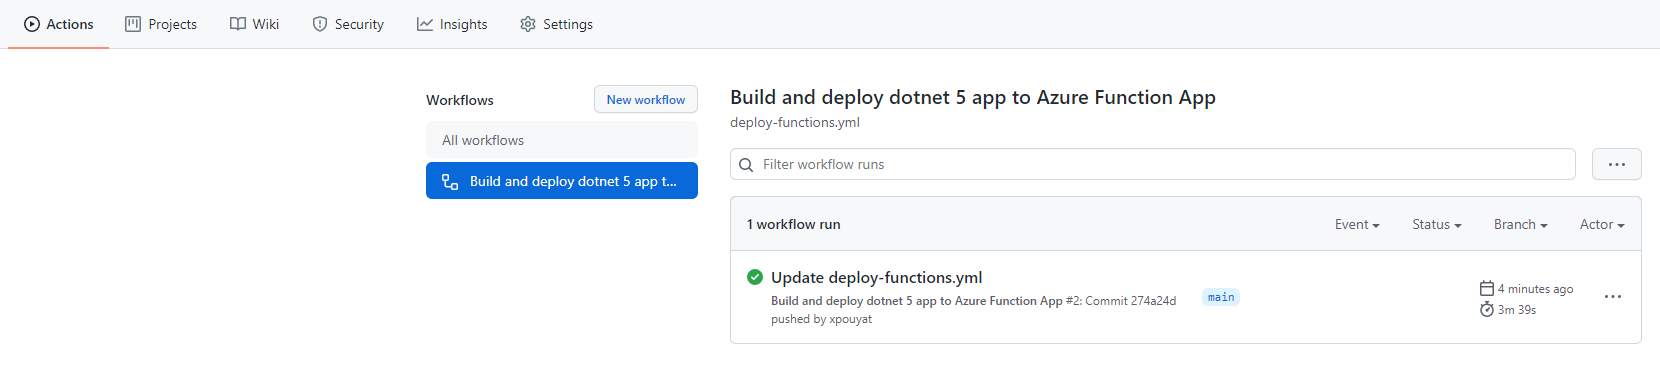 Actions Projects Wiki Security Insights Settings
Workflows
New workflow
All workflows
Build and deploy dotnet 5 app t...
Build and deploy dotnet 5 app to Azure Function App
deploy-functions.yml
Filter workflow runs
1 workflow run
Event Status Branch Actor
Update deploy-functions.yml
Build and deploy dotnet 5 app to Azure Function App #2: Commit 274a24d
pushed by xpouyat
main
4 minutes ago
3m 39s